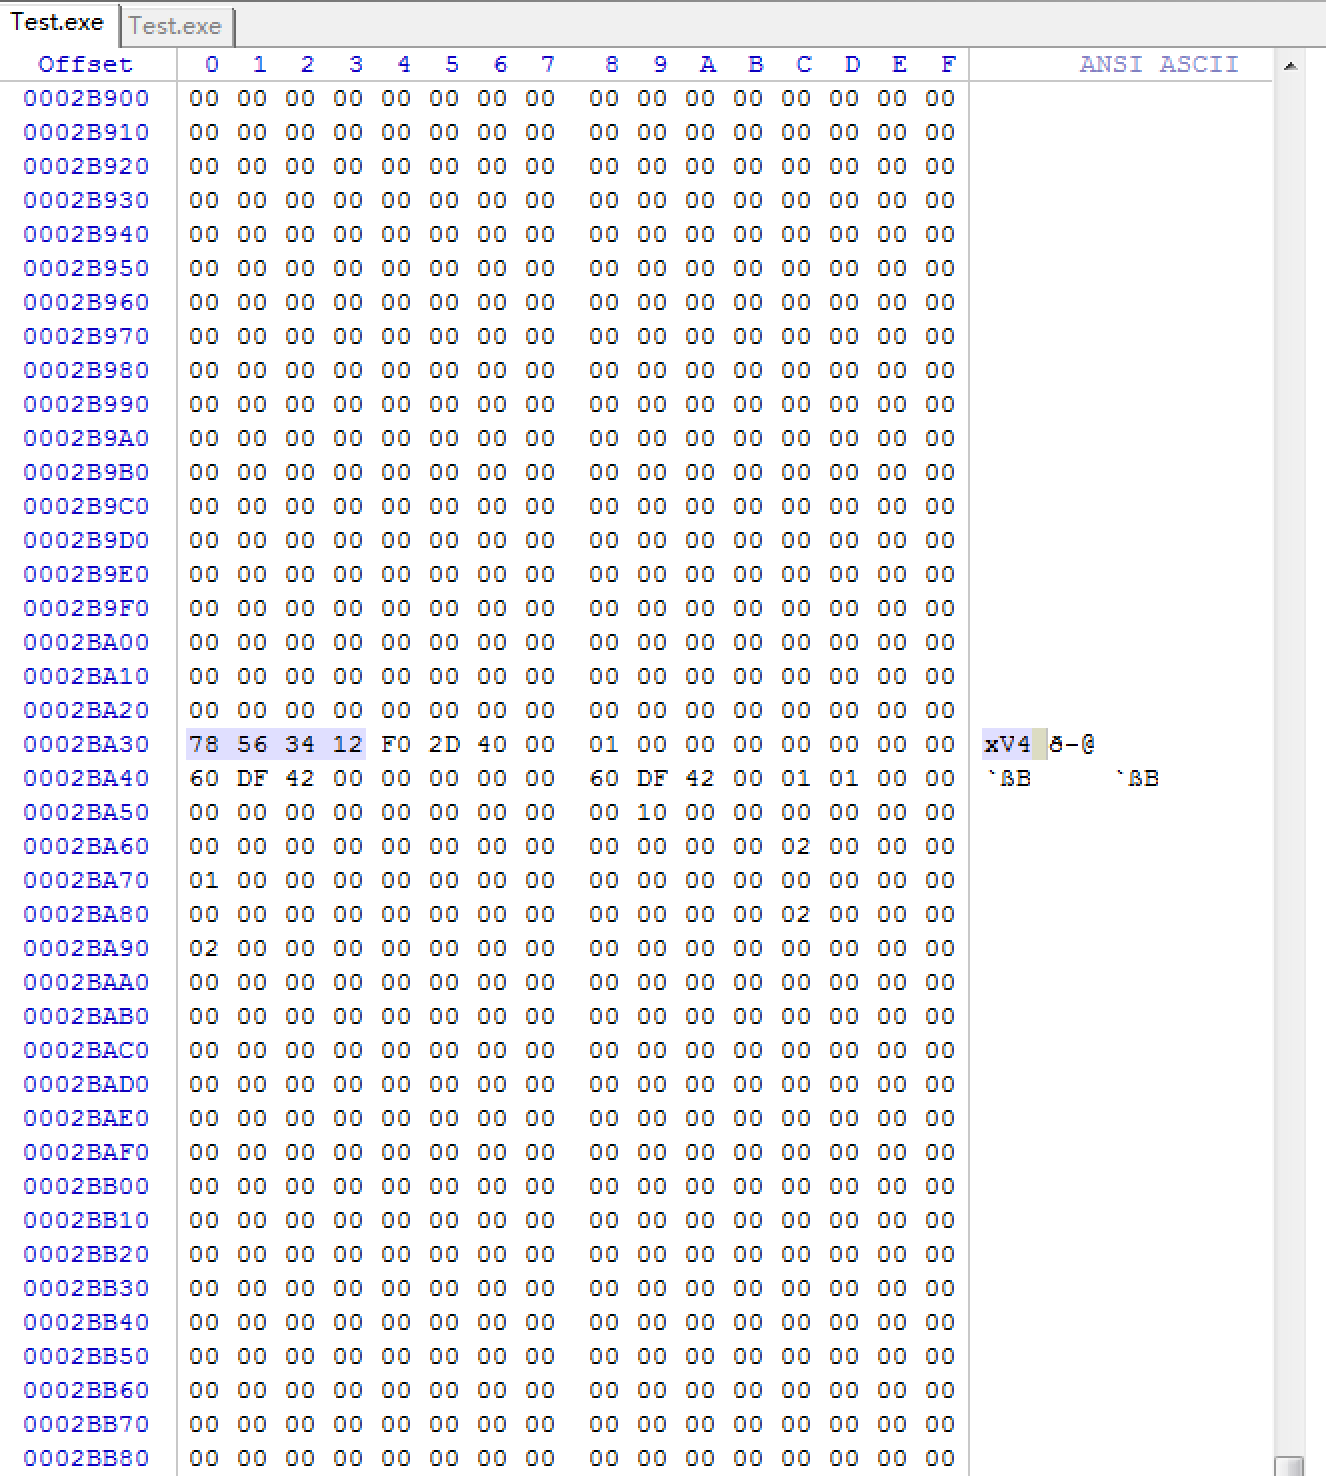 Test.exe Test.exe
Offset 0 1 2 3 4 5 6 7 8 9 A B C D E F ANSI ASCII
0002B900 00 00 00 00 00 00 00 00 00 00 00 00 00 00 00 00
0002B910 00 00 00 00 00 00 00 00 00 00 00 00 00 00 00 00
0002B920 00 00 00 00 00 00 00 00 00 00 00 00 00 00 00 00
0002B930 00 00 00 00 00 00 00 00 00 00 00 00 00 00 00 00
0002B940 00 00 00 00 00 00 00 00 00 00 00 00 00 00 00 00
0002B950 00 00 00 00 00 00 00 00 00 00 00 00 00 00 00 00
0002B960 00 00 00 00 00 00 00 00 00 00 00 00 00 00 00 00
0002B970 00 00 00 00 00 00 00 00 00 00 00 00 00 00 00 00
0002B980 00 00 00 00 00 00 00 00 00 00 00 00 00 00 00 00
0002B990 00 00 00 00 00 00 00 00 00 00 00 00 00 00 00 00
0002B9A0 00 00 00 00 00 00 00 00 00 00 00 00 00 00 00 00
0002B9B0 00 00 00 00 00 00 00 00 00 00 00 00 00 00 00 00
0002B9C0 00 00 00 00 00 00 00 00 00 00 00 00 00 00 00 00
0002B9D0 00 00 00 00 00 00 00 00 00 00 00 00 00 00 00 00
0002B9E0 00 00 00 00 00 00 00 00 00 00 00 00 00 00 00 00
0002B9F0 00 00 00 00 00 00 00 00 00 00 00 00 00 00 00 00
0002BA00 00 00 00 00 00 00 00 00 00 00 00 00 00 00 00 00
0002BA10 00 00 00 00 00 00 00 00 00 00 00 00 00 00 00 00
0002BA20 00 00 00 00 00 00 00 00 00 00 00 00 00 00 00 00
0002BA30 78 56 34 12 F0 2D 40 00 01 00 00 00 00 00 00 00 xV4 ð-@
0002BA40 60 DF 42 00 00 00 00 00 60 DF 42 00 01 01 00 00 `ßB `ßB
0002BA50 00 00 00 00 00 00 00 00 00 10 00 00 00 00 00 00
0002BA60 00 00 00 00 00 00 00 00 00 00 00 00 02 00 00 00
0002BA70 01 00 00 00 00 00 00 00 00 00 00 00 00 00 00 00
0002BA80 00 00 00 00 00 00 00 00 00 00 00 00 02 00 00 00
0002BA90 02 00 00 00 00 00 00 00 00 00 00 00 00 00 00 00
0002BAA0 00 00 00 00 00 00 00 00 00 00 00 00 00 00 00 00
0002BAB0 00 00 00 00 00 00 00 00 00 00 00 00 00 00 00 00
0002BAC0 00 00 00 00 00 00 00 00 00 00 00 00 00 00 00 00
0002BAD0 00 00 00 00 00 00 00 00 00 00 00 00 00 00 00 00
0002BAE0 00 00 00 00 00 00 00 00 00 00 00 00 00 00 00 00
0002BAF0 00 00 00 00 00 00 00 00 00 00 00 00 00 00 00 00
0002BB00 00 00 00 00 00 00 00 00 00 00 00 00 00 00 00 00
0002BB10 00 00 00 00 00 00 00 00 00 00 00 00 00 00 00 00
0002BB20 00 00 00 00 00 00 00 00 00 00 00 00 00 00 00 00
0002BB30 00 00 00 00 00 00 00 00 00 00 00 00 00 00 00 00
0002BB40 00 00 00 00 00 00 00 00 00 00 00 00 00 00 00 00
0002BB50 00 00 00 00 00 00 00 00 00 00 00 00 00 00 00 00
0002BB60 00 00 00 00 00 00 00 00 00 00 00 00 00 00 00 00
0002BB70 00 00 00 00 00 00 00 00 00 00 00 00 00 00 00 00
0002BB80 00 00 00 00 00 00 00 00 00 00 00 00 00 00 00 00